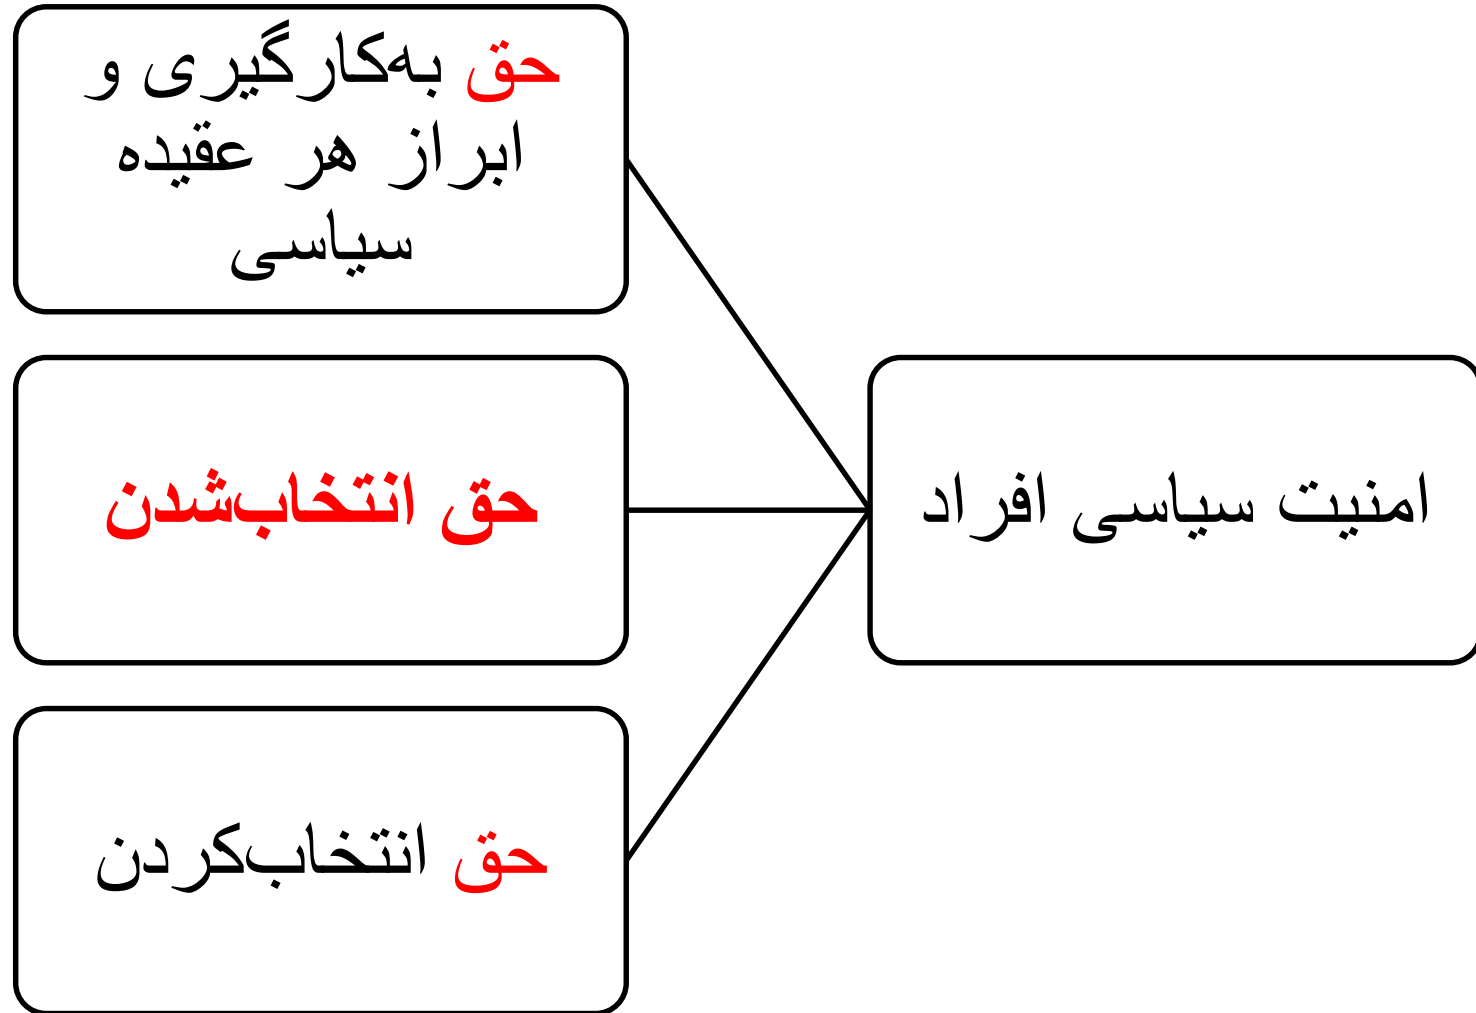 امنیت سیاسی افراد
حق به‌کارگیری و
ابراز هر عقیده
سیاسی
حق انتخاب‌شدن
حق انتخاب‌کردن